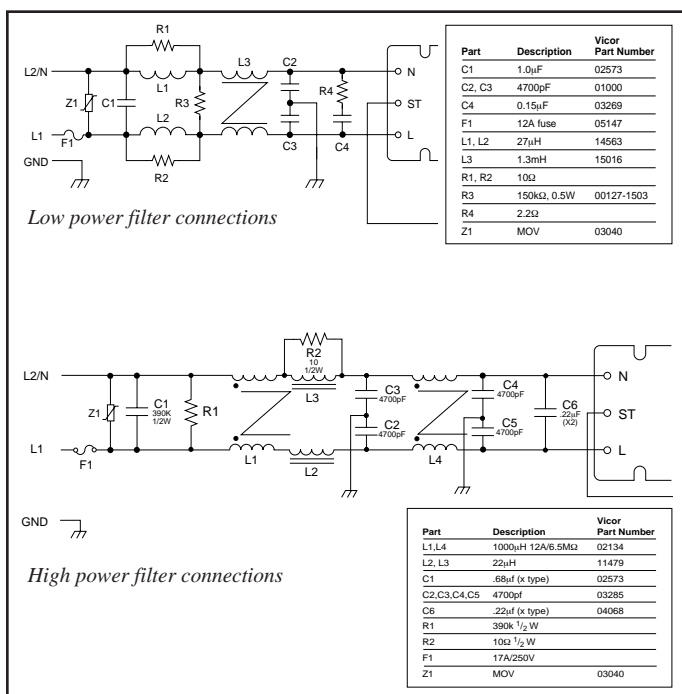 R1
L3
C2
L2/N
N
L1
R4
Z1
C1
R3
ST
L2
L1
L
F1
C3
C4
R2
GND
Low power filter connections
Part Description Vicor Part Number
C1 1.0µF 02573
C2, C3 4700pF 01000
C4 0.15µF 03269
F1 12A fuse 05147
L1, L2 27µH 14563
L3 1.3mH 15016
R1, R2 10Ω
R3 150kΩ, 0.5W 00127-1503
R4 2.2Ω
Z1 MOV 03040
R2
10
1/2W
L2/N
N
L3
C3
4700pF
C4
4700pF
C6
.22µF
(X2)
Z1
C1
390K
1/2W
R1
ST
C2
4700pF
C5
4700pF
L1
F1
L1
L2
L4
L
GND
High power filter connections
Part Description Vicor Part Number
L1,L4 1000µH 12A/6.5MΩ 02134
L2, L3 22µH 11479
C1 .68µf (x type) 02573
C2,C3,C4,C5 4700pf 03285
C6 .22µf (x type) 04068
R1 390k 1/2 W
R2 10Ω 1/2 W
F1 17A/250V
Z1 MOV 03040